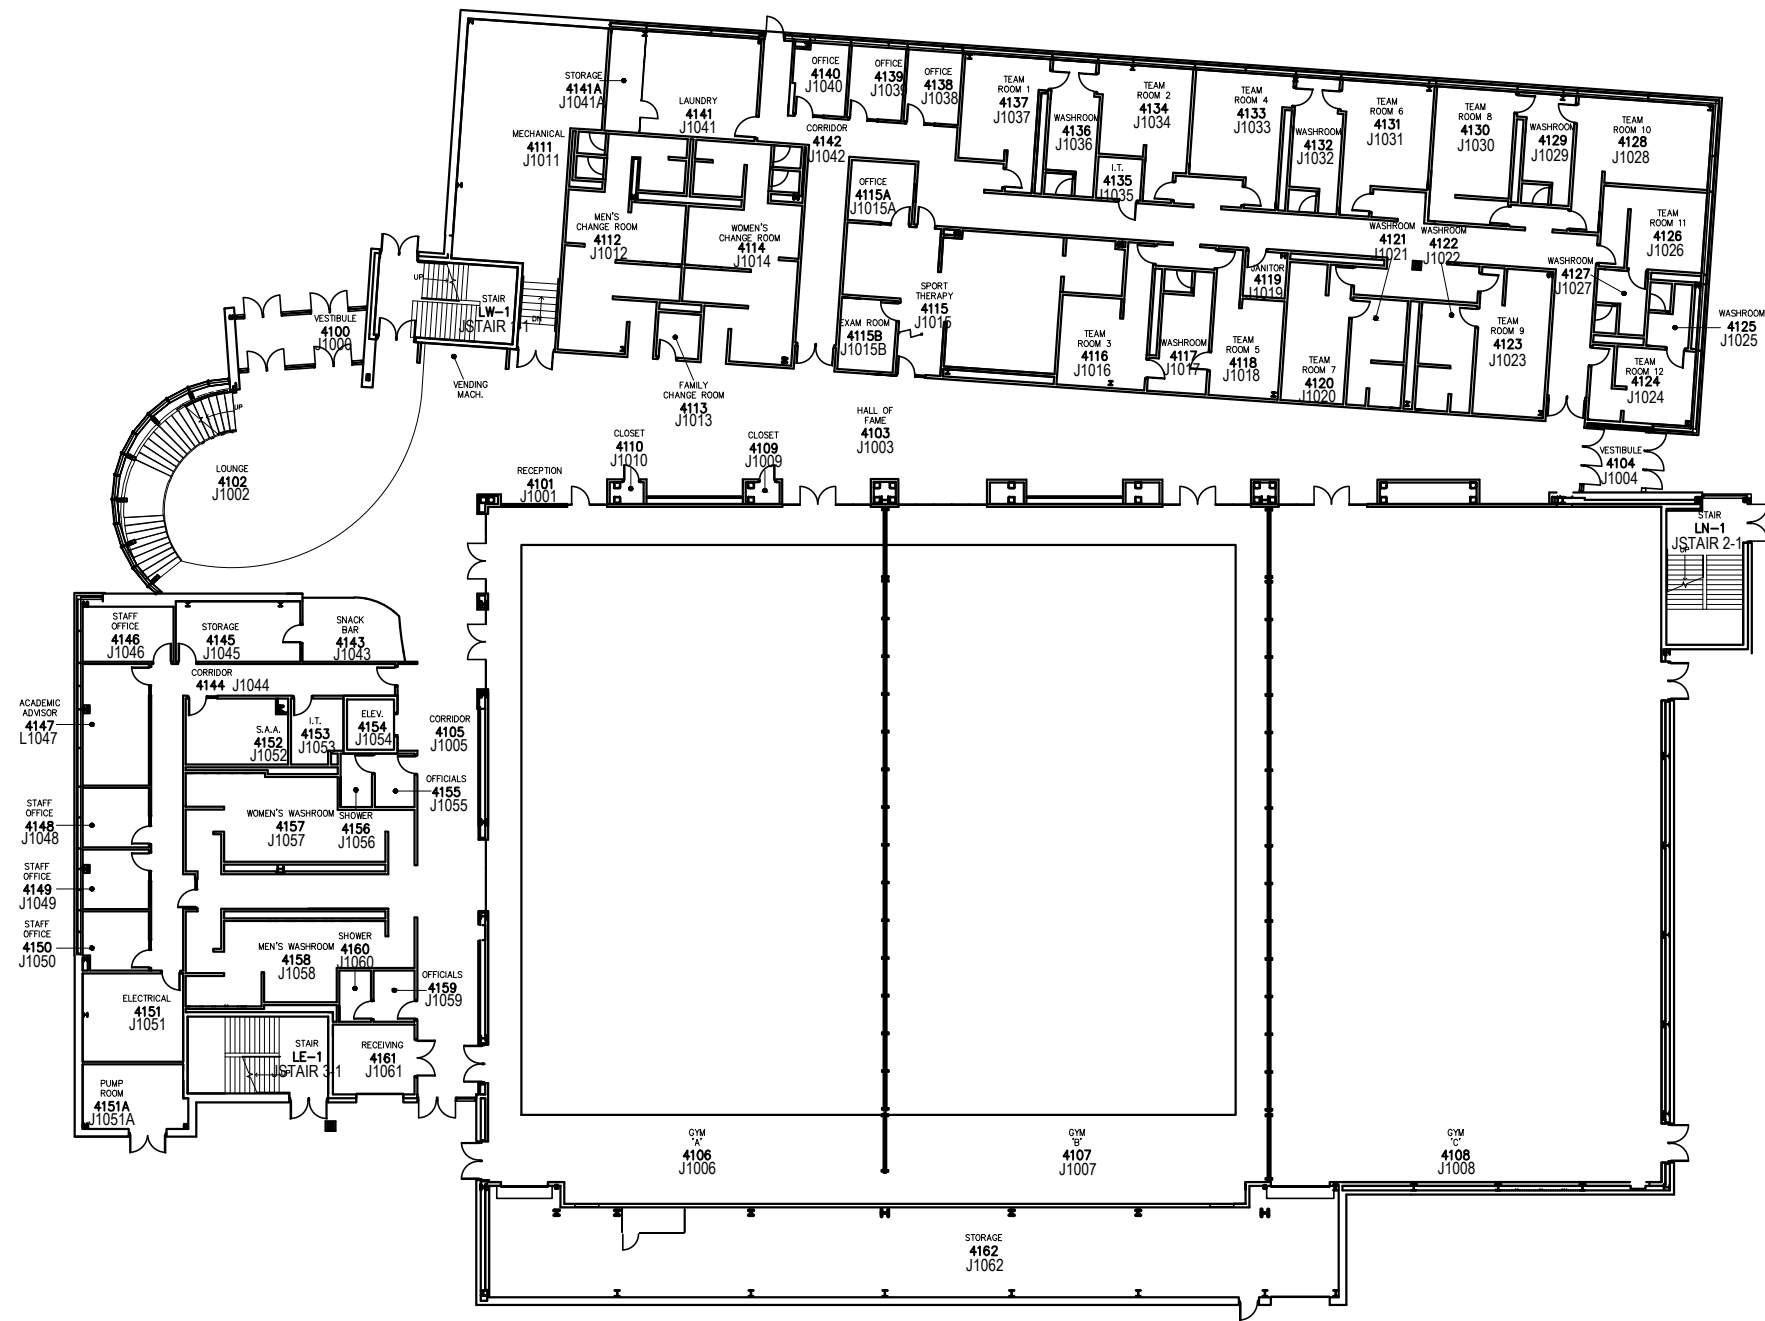 STORAGE
4141A
J1041A
LAUNDRY
4141
J1041
MECHANICAL
4111
J1011
OFFICE
4140
J1040
OFFICE
4139
J1039
OFFICE
4138
J1038
CORRIDOR
4142
J1042
TEAM
ROOM 1
4137
J1037
WASHROOM
4136
J1036
TEAM
ROOM 2
4134
J1034
I.T.
4135
J1035
TEAM
ROOM 4
4133
J1033
WASHROOM
4132
J1032
TEAM
ROOM 6
4131
J1031
TEAM
ROOM 8
4130
J1030
WASHROOM
4129
J1029
TEAM
ROOM 10
4128
J1028
OFFICE
4115A
J1015A
MEN'S
CHANGE ROOM
4112
J1012
WOMEN'S
CHANGE ROOM
4114
J1014
WASHROOM
4121
J1021
WASHROOM
4122
J1022
TEAM
ROOM 11
4126
J1026
WASHROOM
4127
J1027
JANITOR
4119
J1019
SPORT
THERAPY
4115
J1015
EXAM ROOM
4115B
J1015B
UP
STAIR
LW-1
JSTAIR 1-1
DN
VESTIBULE
4100
J1000
VENDING
MACH.
FAMILY
CHANGE ROOM
4113
J1013
TEAM
ROOM 3
4116
J1016
WASHROOM
4117
J1017
TEAM
ROOM 5
4118
J1018
TEAM
ROOM 7
4120
J1020
TEAM
ROOM 9
4123
J1023
WASHROOM
4125
J1025
TEAM
ROOM 12
4124
J1024
UP
HALL OF
FAME
4103
J1003
CLOSET
4110
J1010
CLOSET
4109
J1009
LOUNGE
4102
J1002
RECEPTION
4101
J1001
VESTIBULE
4104
J1004
STAIR
LN-1
JSTAIR 2-1
UP
STAFF
OFFICE
4146
J1046
STORAGE
4145
J1045
SNACK
BAR
4143
J1043
CORRIDOR
4144 J1044
ACADEMIC
ADVISOR
4147
L1047
S.A.A.
4152
J1052
I.T.
4153
J1053
ELEV.
4154
J1054
CORRIDOR
4105
J1005
OFFICIALS
4155
J1055
STAFF
OFFICE
4148
J1048
WOMEN'S WASHROOM
4157
J1057
SHOWER
4156
J1056
STAFF
OFFICE
4149
J1049
STAFF
OFFICE
4150
J1050
MEN'S WASHROOM
4158
J1058
SHOWER
4160
J1060
OFFICIALS
4159
J1059
ELECTRICAL
4151
J1051
STAIR
LE-1
JSTAIR 3-1
UP
RECEIVING
4161
J1061
PUMP
ROOM
4151A
J1051A
GYM
'A'
4106
J1006
GYM
'B'
4107
J1007
GYM
'C'
4108
J1008
STORAGE
4162
J1062